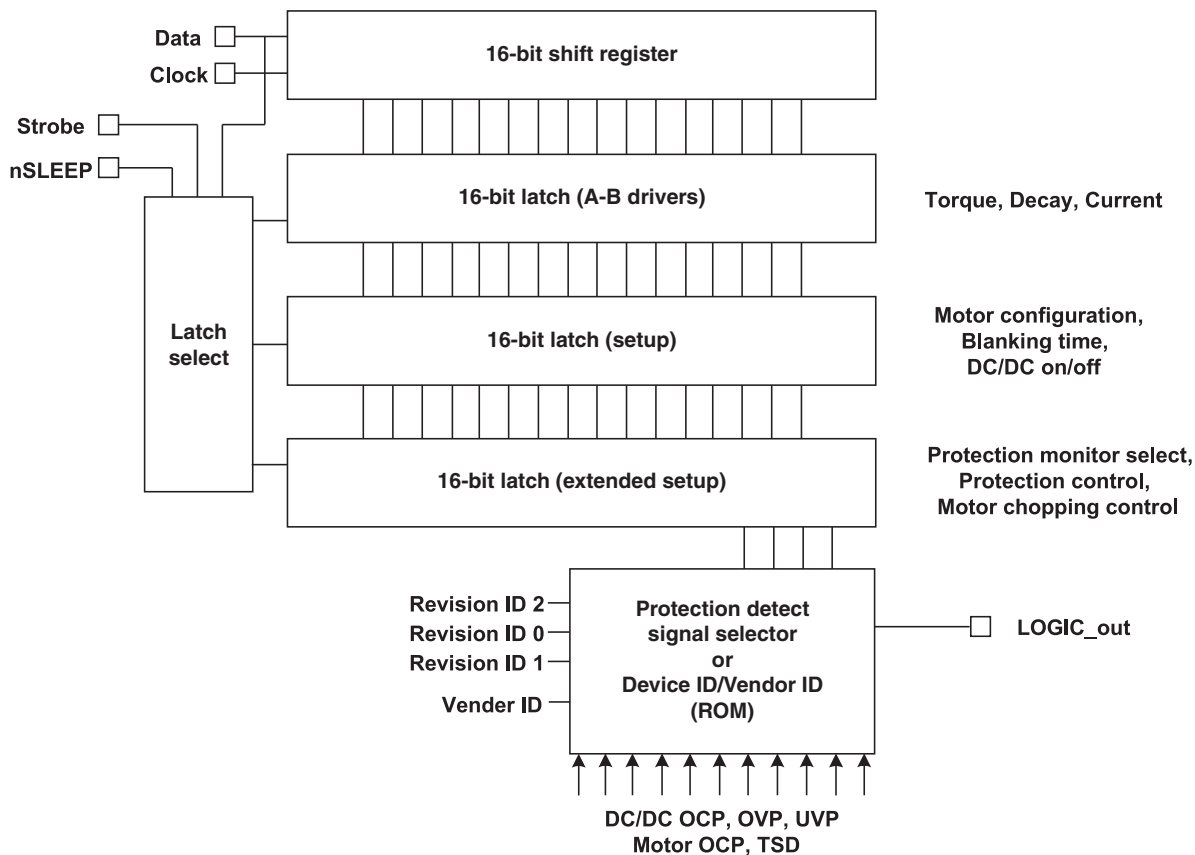 Data
Clock
16-bit shift register
Strobe
nSLEEP
16-bit latch (A-B drivers)
Torque, Decay, Current
Latch
select
16-bit latch (setup)
Motor configuration,
Blanking time,
DC/DC on/off
16-bit latch (extended setup)
Protection monitor select,
Protection control,
Motor chopping control
Revision ID 2
Revision ID 0
Revision ID 1
Vender ID
Protection detect
signal selector
or
Device ID/Vendor ID
(ROM)
LOGIC_out
DC/DC OCP, OVP, UVP
Motor OCP, TSD